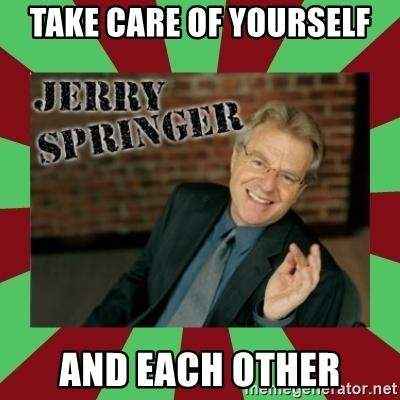 TAKE CARE OF YOURSELF
JERRY
SPRINGER
AND EACH OTHER
memegenerator.net